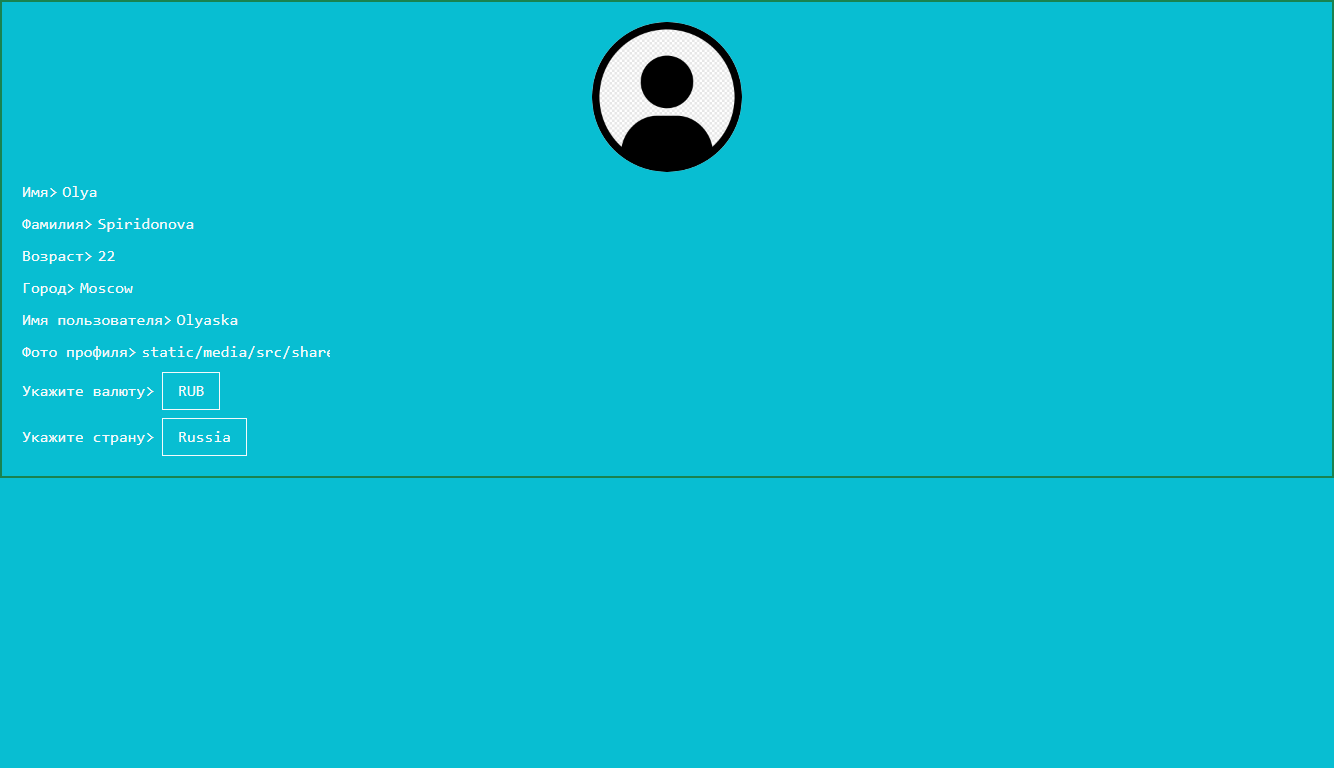 Имя> Olya
Фамилия> Spiridonova
Возраст> 22
Город> Moscow
Имя пользователя> Olyaska
Фото профиля> static/media/src/share
Укажите валюту> RUB
Укажите страну> Russia